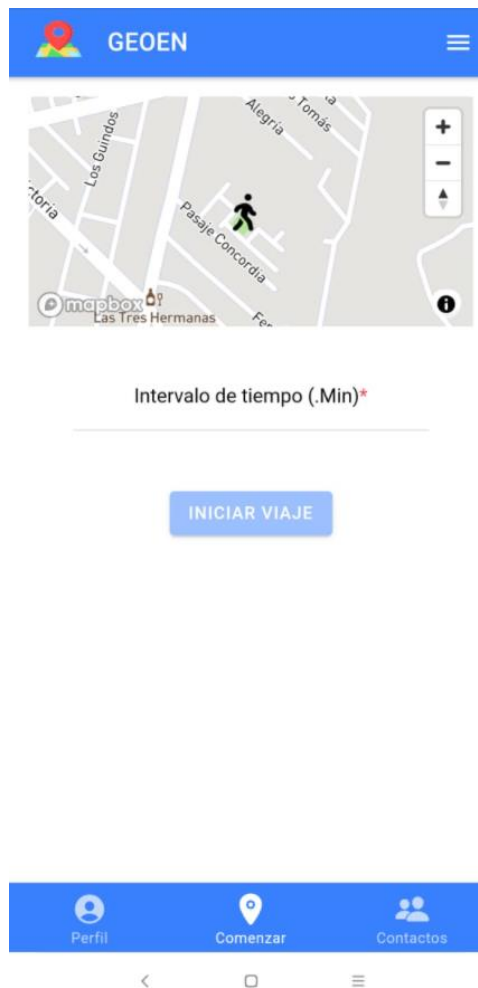 GEOEN
Alegría
Tomás
Los Guindos
Pasaje Concordia
mapbox
Las Tres Hermanas
Intervalo de tiempo (.Min)*
INICIAR VIAJE
Perfil
Comenzar
Contactos